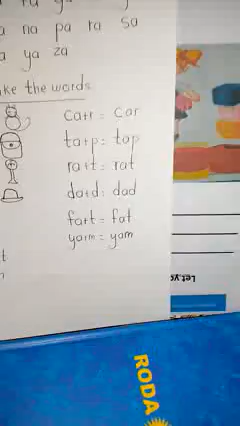 na pa ra sa
ya za
ke the words
ca+r = car
ta+p = top
ra+t = rat
da+d = dad
fa+t = fat
ya+m = yam
Let.yo
RODA